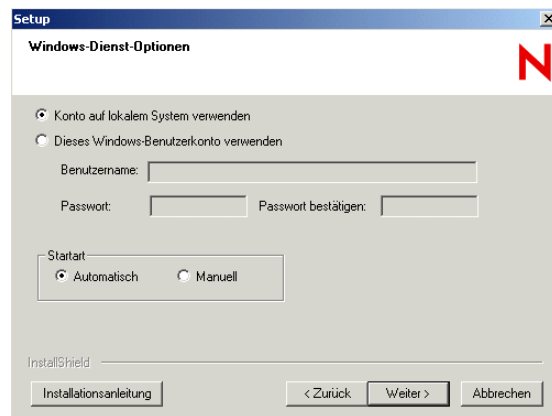 Setup
Windows-Dienst-Optionen
N
Konto auf lokalem System verwenden
Dieses Windows-Benutzerkonto verwenden
Benutzername:
Passwort: Passwort bestätigen:
Startart
Automatisch Manuell
InstallShield
Installationsanleitung < Zurück Weiter > Abbrechen